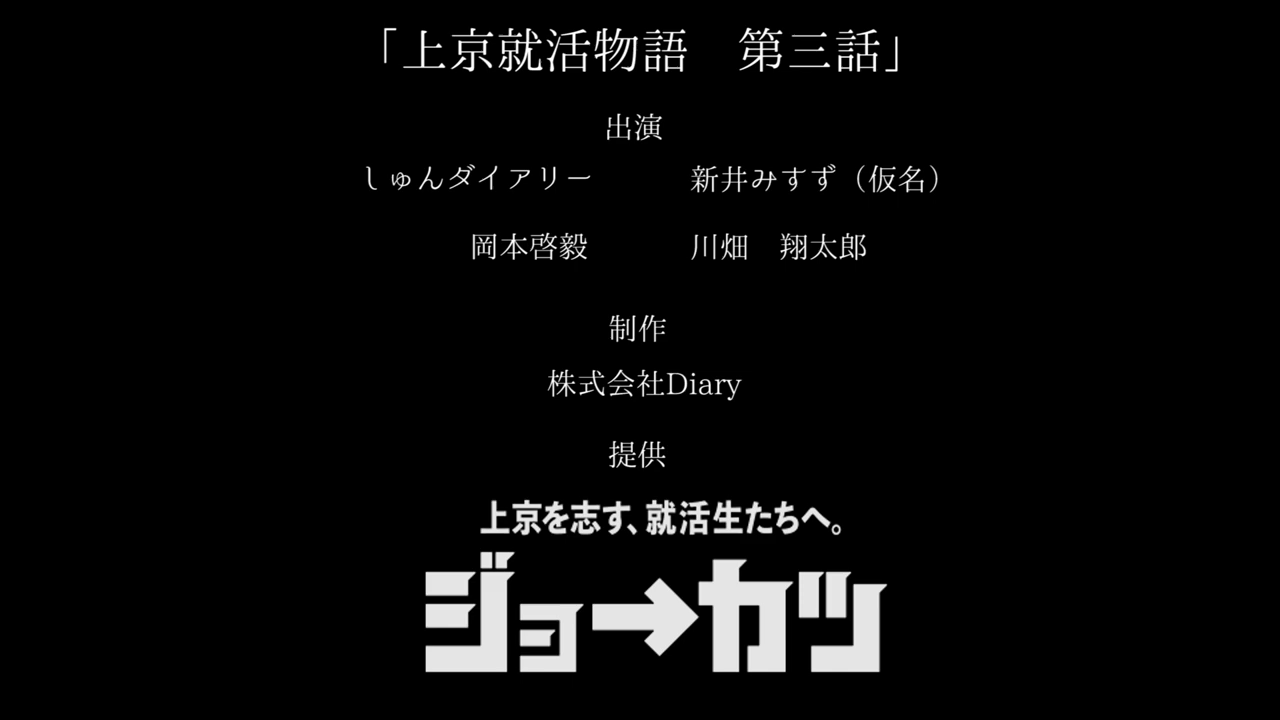 「上京就活物語　第三話」
出演
しゅんダイアリー　新井みすず（仮名）
岡本啓毅　川畑　翔太郎
制作
株式会社Diary
提供
上京を志す、就活生たちへ。
ジョーカツ